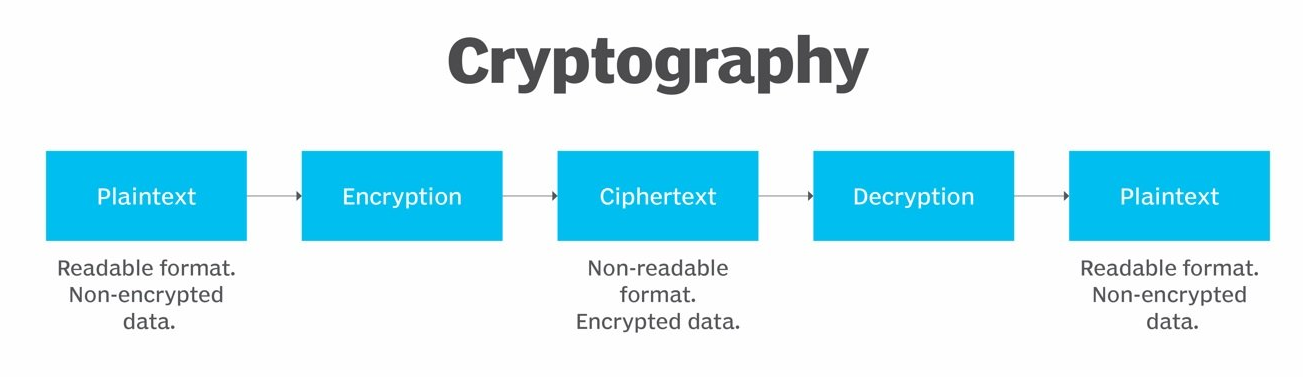 Cryptography
Plaintext
Encryption
Ciphertext
Decryption
Plaintext
Readable format.
Non-encrypted
data.
Non-readable
format.
Encrypted data.
Readable format.
Non-encrypted
data.